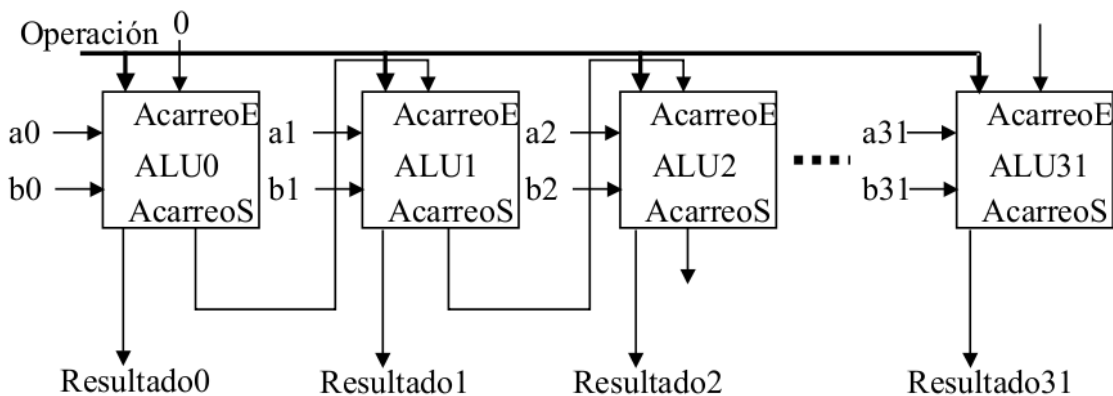 Operación 0
AcarreoE AcarreoE AcarreoE AcarreoE
a0 a1 a2 a31
ALU0 ALU1 ALU2 ALU31
b0 b1 b2 b31
AcarreoS AcarreoS AcarreoS AcarreoS
Resultado0 Resultado1 Resultado2 Resultado31